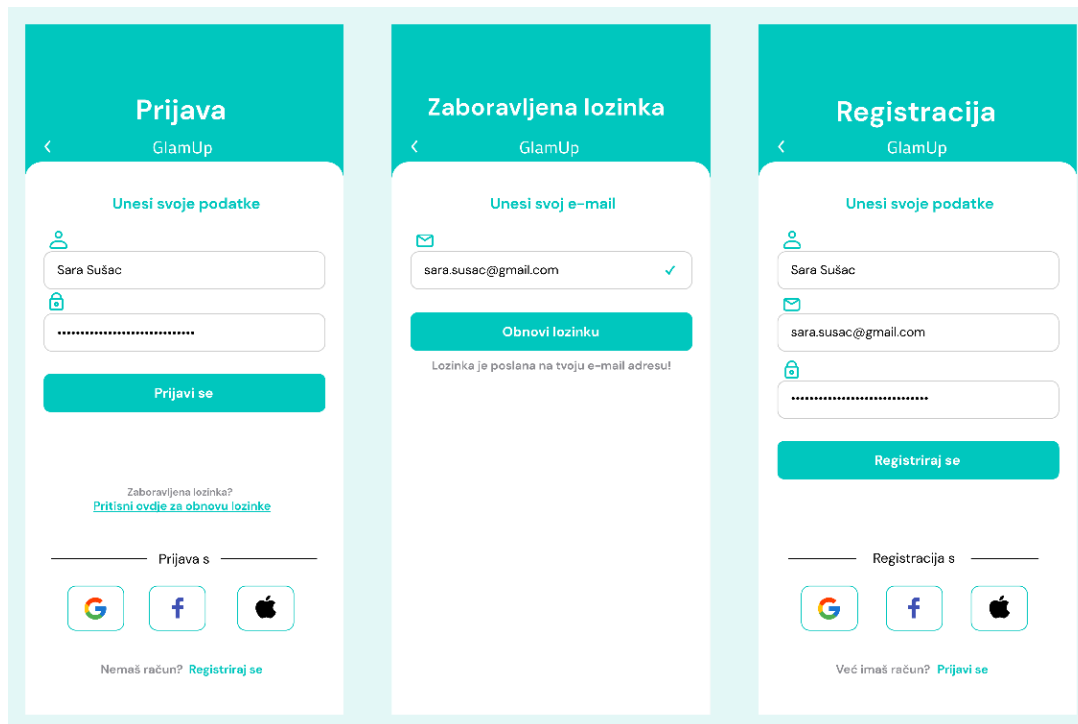 Prijava
GlamUp
Unesi svoje podatke
Sara Sušac
••••••••••••••••••••••••••••••
Prijavi se
Zaboravljena lozinka?
Pritisni ovdje za obnovu lozinke
Prijava s
G
f
Nemaš račun? Registriraj se
Zaboravljena lozinka
GlamUp
Unesi svoj e-mail
sara.susac@gmail.com
Obnovi lozinku
Lozinka je poslana na tvoju e-mail adresu!
Registracija
GlamUp
Unesi svoje podatke
Sara Sušac
sara.susac@gmail.com
••••••••••••••••••••••••••••••
Registriraj se
Registracija s
G
f
Već imaš račun? Prijavi se